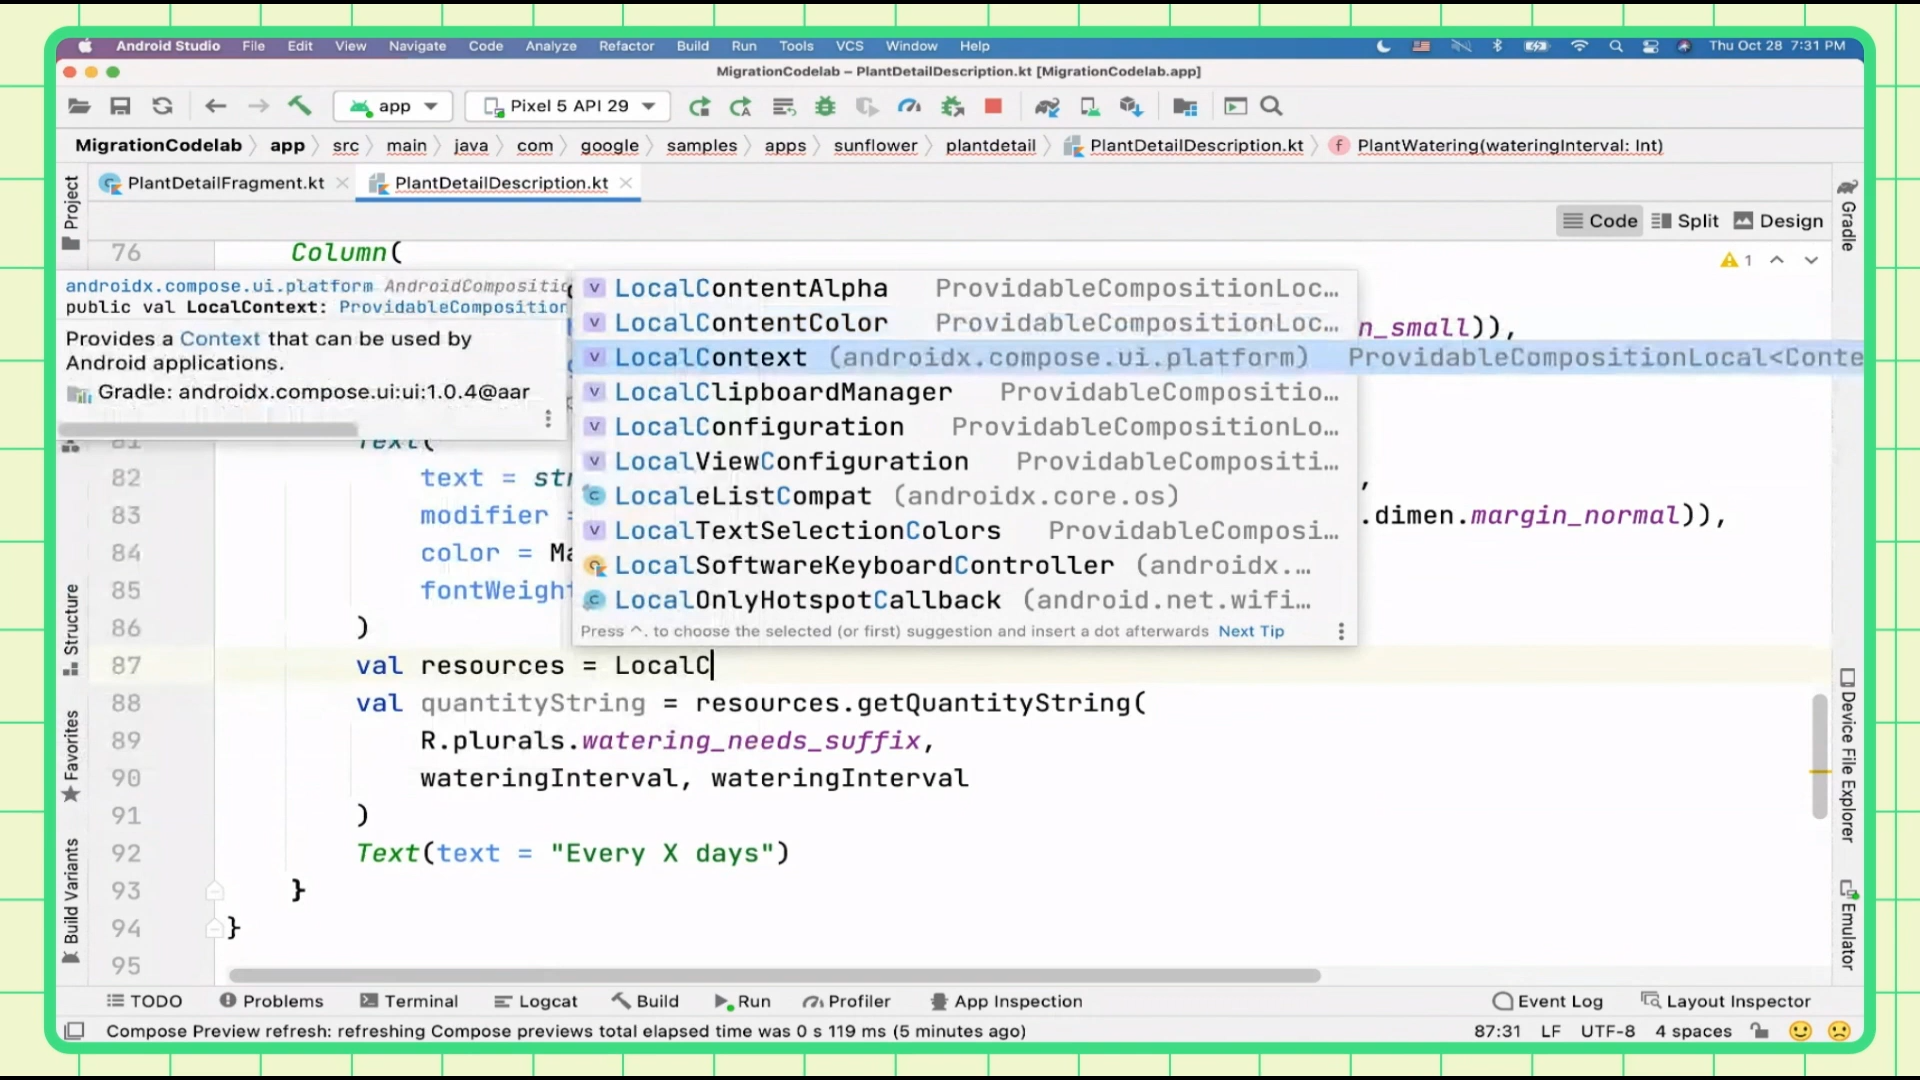 Android Studio File Edit View Navigate Code Analyze Refactor Build Run Tools VCS Window Help Thu Oct 28 7:31 PM
MigrationCodelab – PlantDetailDescription.kt [MigrationCodelab.app]
app Pixel 5 API 29
MigrationCodelab app src main java com google samples apps sunflower plantdetail PlantDetailDescription.kt PlantWatering(wateringInterval: Int)
PlantDetailFragment.kt PlantDetailDescription.kt
Code Split Design
76 Column(
1
androidx.compose.ui.platform
public val LocalContext: ProvidableComposition
Provides a Context that can be used by
Android applications.
Gradle: androidx.compose.ui:ui:1.0.4@aar
LocalContentAlpha ProvidableCompositionLoc…
LocalContentColor ProvidableCompositionLoc…
n_small)),
LocalContext (androidx.compose.ui.platform) ProvidableCompositionLocal<Conte
LocalClipboardManager Providable­Compositio…
LocalConfiguration ProvidableCompositionLo…
LocalViewConfiguration ProvidableCompositi…
LocaleListCompat (androidx.core.os)
LocalTextSelectionColors ProvidableComposi…
LocalSoftwareKeyboardController (androidx.…
LocalOnlyHotspotCallback (android.net.wifi…
Press ^. to choose the selected (or first) suggestion and insert a dot afterwards Next Tip
81 Text(
82 text = str
,
83 modifier =
.dimen.margin_normal)),
84 color = Ma
85 fontWeight
86 )
87 val resources = LocalC
88 val quantityString = resources.getQuantityString(
89 R.plurals.watering_needs_suffix,
90 wateringInterval, wateringInterval
91 )
92 Text(text = "Every X days")
93 }
94 }
95
Project
Structure
Favorites
Build Variants
Gradle
Device File Explorer
Emulator
TODO Problems Terminal Logcat Build Run Profiler App Inspection Event Log Layout Inspector
Compose Preview refresh: refreshing Compose previews total elapsed time was 0 s 119 ms (5 minutes ago) 87:31 LF UTF-8 4 spaces